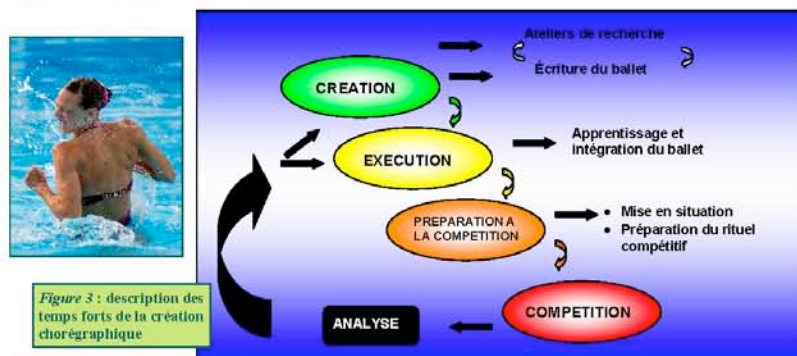 Ateliers de recherche
Écriture du ballet
CREATION
EXECUTION
Apprentissage et
intégration du ballet
PREPARATION A
LA COMPETITION
• Mise en situation
• Préparation du rituel
compétitif
COMPETITION
ANALYSE
Figure 3 : description des
temps forts de la création
chorégraphique